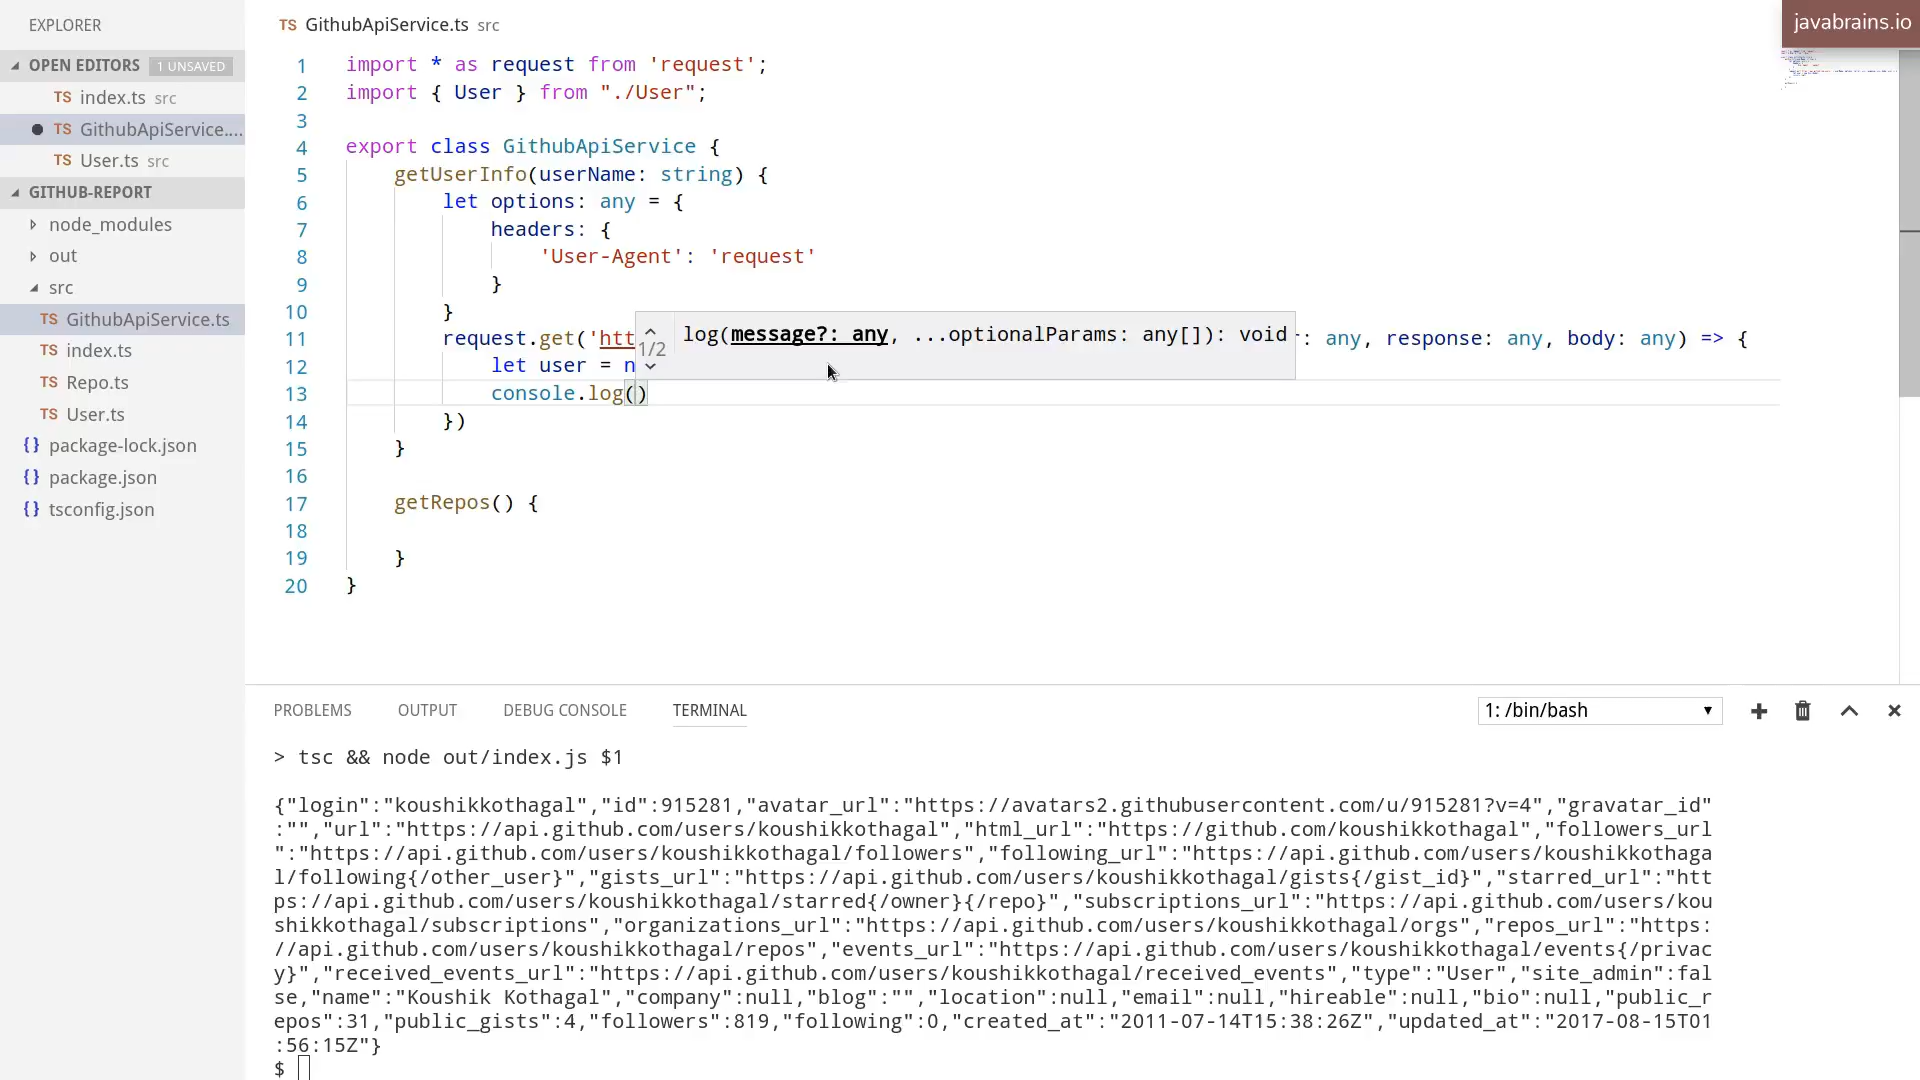 EXPLORER
OPEN EDITORS 1 UNSAVED
TS index.ts src
TS GithubApiService....
TS User.ts src
GITHUB-REPORT
node_modules
out
src
TS GithubApiService.ts
TS index.ts
TS Repo.ts
TS User.ts
{} package-lock.json
{} package.json
{} tsconfig.json
TS GithubApiService.ts src
javabrains.io
1 import * as request from 'request';
2 import { User } from "./User";
3
4 export class GithubApiService {
5 getUserInfo(userName: string) {
6 let options: any = {
7 headers: {
8 'User-Agent': 'request'
9 }
10 }
log(message?: any, ...optionalParams: any[]): void
1/2
11 request.get('htt r: any, response: any, body: any) => {
12 let user = n
13 console.log()
14 })
15 }
16
17 getRepos() {
18
19 }
20 }
PROBLEMS OUTPUT DEBUG CONSOLE TERMINAL 1: /bin/bash
> tsc && node out/index.js $1
{"login":"koushikkothagal","id":915281,"avatar_url":"https://avatars2.githubusercontent.com/u/915281?v=4","gravatar_id"
:"","url":"https://api.github.com/users/koushikkothagal","html_url":"https://github.com/koushikkothagal","followers_url
":"https://api.github.com/users/koushikkothagal/followers","following_url":"https://api.github.com/users/koushikkothaga
l/following{/other_user}","gists_url":"https://api.github.com/users/koushikkothagal/gists{/gist_id}","starred_url":"htt
ps://api.github.com/users/koushikkothagal/starred{/owner}{/repo}","subscriptions_url":"https://api.github.com/users/kou
shikkothagal/subscriptions","organizations_url":"https://api.github.com/users/koushikkothagal/orgs","repos_url":"https:
//api.github.com/users/koushikkothagal/repos","events_url":"https://api.github.com/users/koushikkothagal/events{/privac
y}","received_events_url":"https://api.github.com/users/koushikkothagal/received_events","type":"User","site_admin":fal
se,"name":"Koushik Kothagal","company":null,"blog":"","location":null,"email":null,"hireable":null,"bio":null,"public_r
epos":31,"public_gists":4,"followers":819,"following":0,"created_at":"2011-07-14T15:38:26Z","updated_at":"2017-08-15T01
:56:15Z"}
$